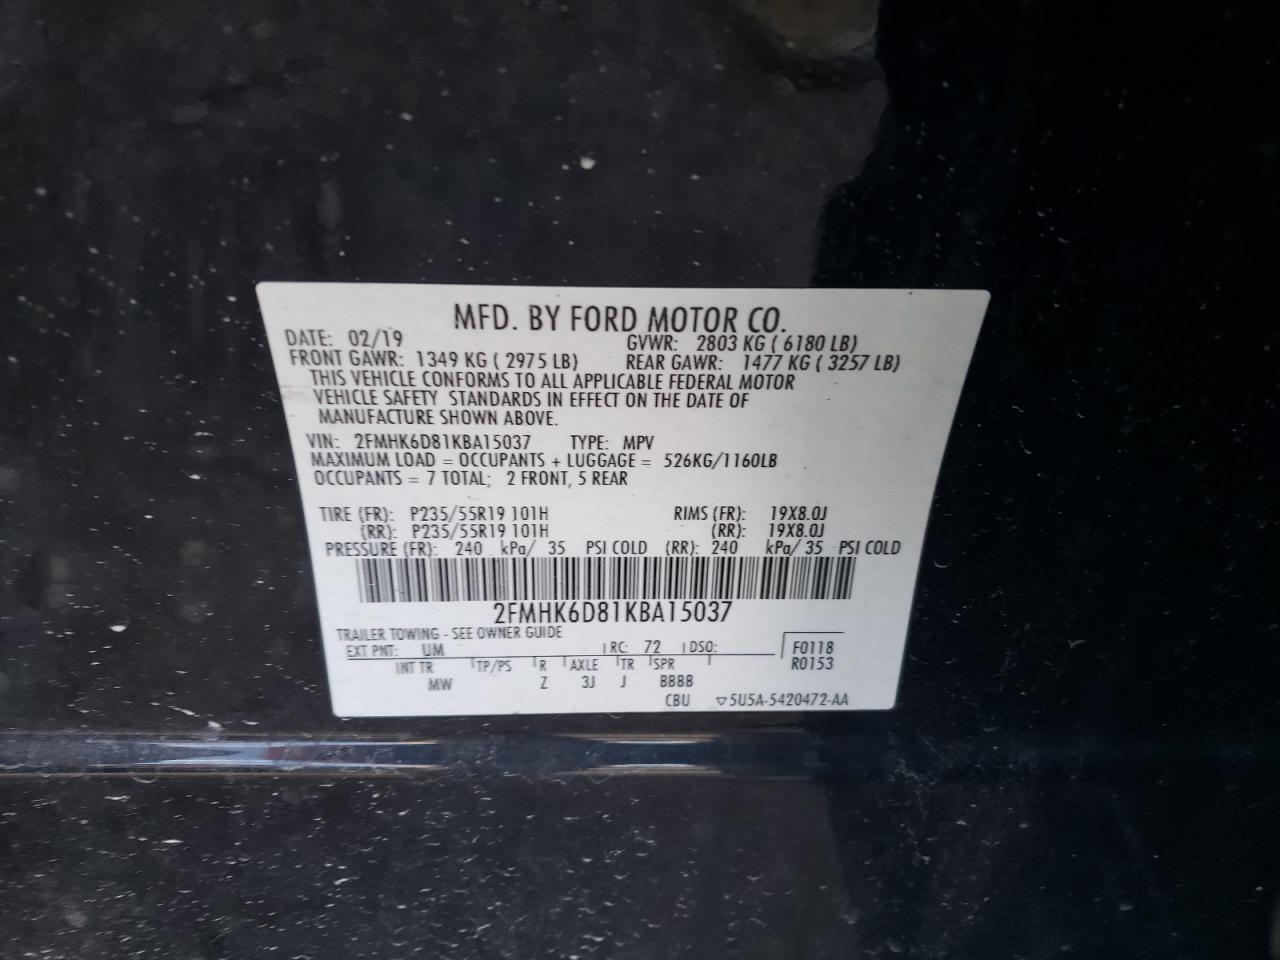 MFD. BY FORD MOTOR CO.
DATE: 02/19 GVWR: 2803 KG ( 6180 LB)
FRONT GAWR: 1349 KG ( 2975 LB) REAR GAWR: 1477 KG ( 3257 LB)
THIS VEHICLE CONFORMS TO ALL APPLICABLE FEDERAL MOTOR
VEHICLE SAFETY STANDARDS IN EFFECT ON THE DATE OF
MANUFACTURE SHOWN ABOVE.
VIN: 2FMHK6D81KBA15037 TYPE: MPV
MAXIMUM LOAD = OCCUPANTS + LUGGAGE = 526KG/1160LB
OCCUPANTS = 7 TOTAL; 2 FRONT, 5 REAR
TIRE (FR): P235/55R19 101H RIMS (FR): 19X8.0J
(RR): P235/55R19 101H (RR): 19X8.0J
PRESSURE (FR): 240 kPa/ 35 PSI COLD (RR): 240 kPa/ 35 PSI COLD
2FMHK6D81KBA15037
TRAILER TOWING - SEE OWNER GUIDE
EXT PNT: UM RC: 72 DSO: F0118
INT TR TP/PS R AXLE TR SPR R0153
MW Z 3J J BBBB
CBU ▽5U5A-5420472-AA